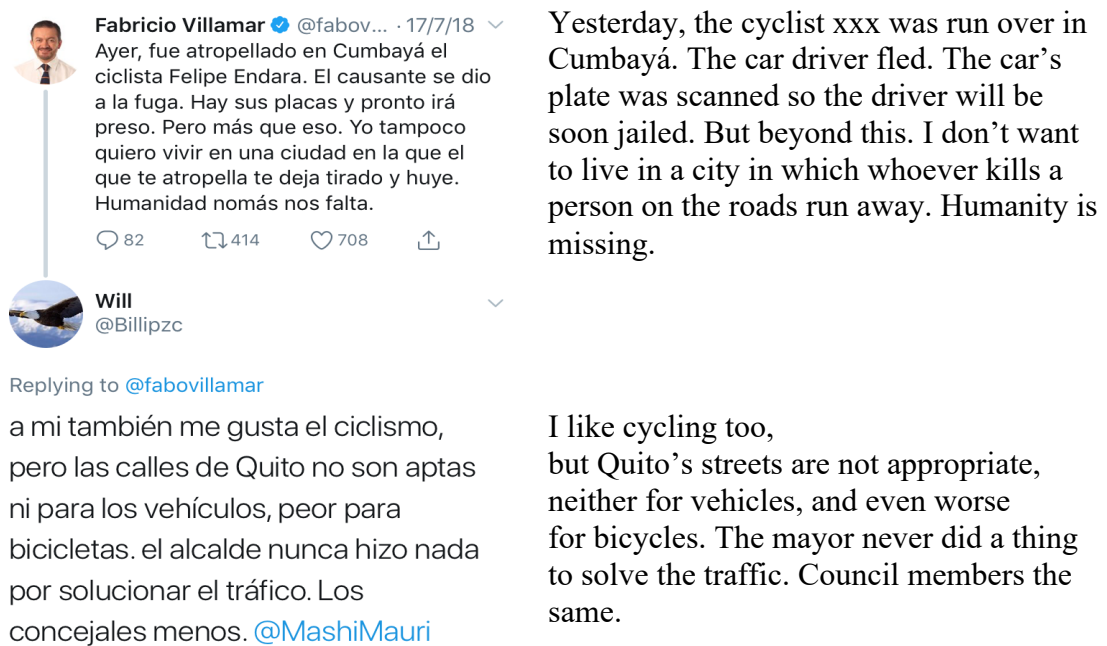 Fabricio Villamar @fabov... · 17/7/18
Ayer, fue atropellado en Cumbayá el
ciclista Felipe Endara. El causante se dio
a la fuga. Hay sus placas y pronto irá
preso. Pero más que eso. Yo tampoco
quiero vivir en una ciudad en la que el
que te atropella te deja tirado y huye.
Humanidad nomás nos falta.
82 414 708
Will
@Billipzc
Replying to @fabovillamar
a mi también me gusta el ciclismo,
pero las calles de Quito no son aptas
ni para los vehículos, peor para
bicicletas. el alcalde nunca hizo nada
por solucionar el tráfico. Los
concejales menos. @MashiMauri
Yesterday, the cyclist xxx was run over in
Cumbayá. The car driver fled. The car’s
plate was scanned so the driver will be
soon jailed. But beyond this. I don’t want
to live in a city in which whoever kills a
person on the roads run away. Humanity is
missing.
I like cycling too,
but Quito’s streets are not appropriate,
neither for vehicles, and even worse
for bicycles. The mayor never did a thing
to solve the traffic. Council members the
same.